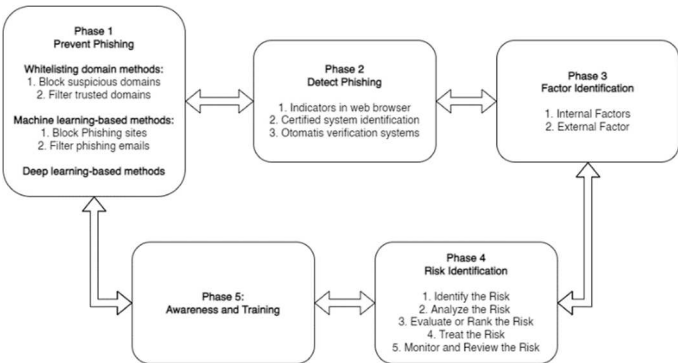 Phase 1
Prevent Phishing
Whitelisting domain methods:
1. Block suspicious domains
2. Filter trusted domains
Machine learning-based methods:
1. Block Phishing sites
2. Filter phishing emails
Deep learning-based methods
Phase 2
Detect Phishing
1. Indicators in web browser
2. Certified system identification
3. Otomatis verification systems
Phase 3
Factor Identification
1. Internal Factors
2. External Factor
Phase 4
Risk Identification
1. Identify the Risk
2. Analyze the Risk
3. Evaluate or Rank the Risk
4. Treat the Risk
5. Monitor and Review the Risk
Phase 5:
Awareness and Training